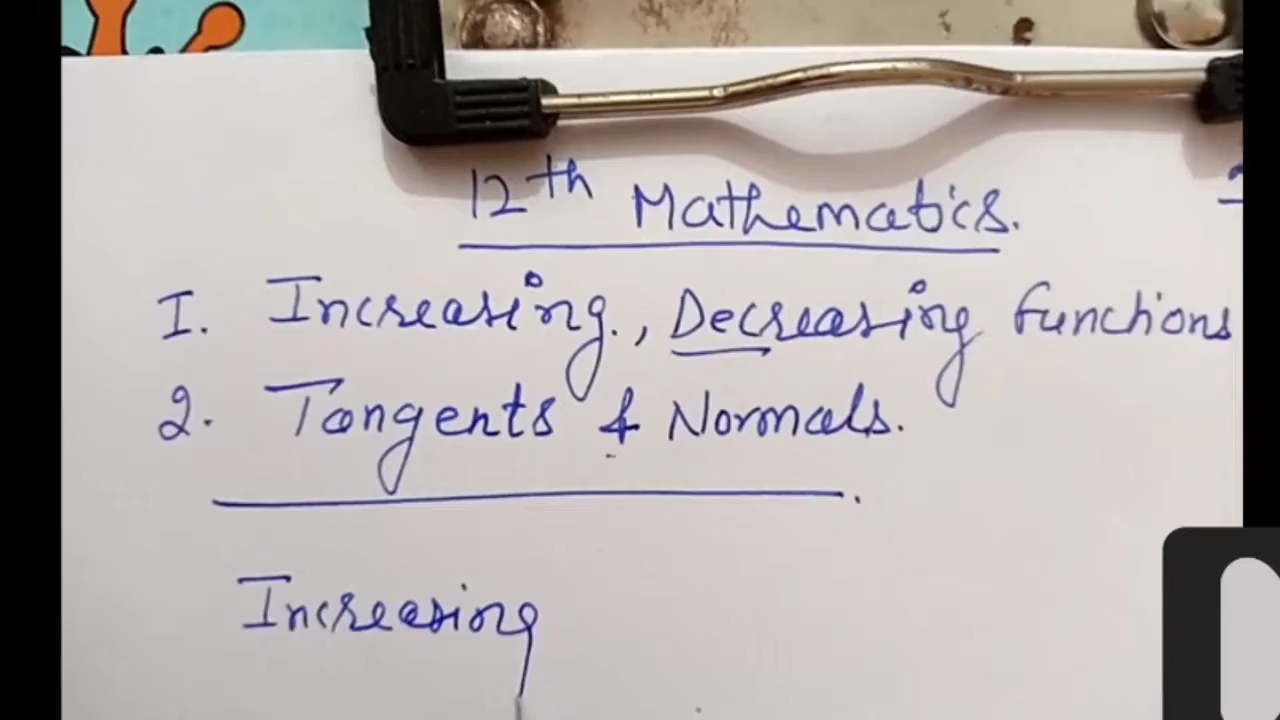 12th Mathematics.
I. Increasing., Decreasing functions
2. Tangents & Normals.
Increasing